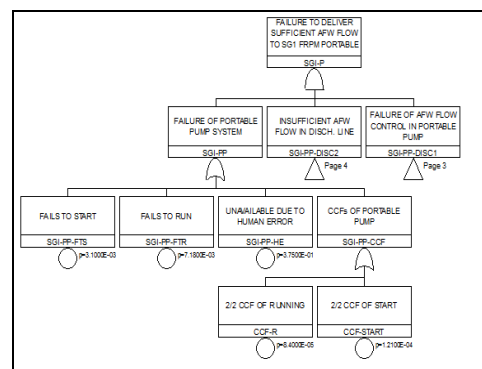 FAILURE TO DELIVER
SUFFICIENT AFW FLOW
TO SG1 FRPM PORTABLE
SGI-P
FAILURE OF PORTABLE
PUMP SYSTEM
SGI-PP
INSUFFICIENT AFW
FLOW IN DISCH. LINE
SGI-PP-DISC2
Page 4
FAILURE OF AFW FLOW
CONTROL IN PORTABLE
PUMP
SGI-PP-DISC1
Page 3
FAILS TO START
SGI-PP-FTS
p=3.1000E-03
FAILS TO RUN
SGI-PP-FTR
p=7.1800E-03
UNAVAILABLE DUE TO
HUMAN ERROR
SGI-PP-HE
p=3.7500E-01
CCFs OF PORTABLE
PUMP
SGI-PP-CCF
2/2 CCF OF RUNNING
CCF-R
p=8.4000E-05
2/2 CCF OF START
CCF-START
p=1.2100E-04